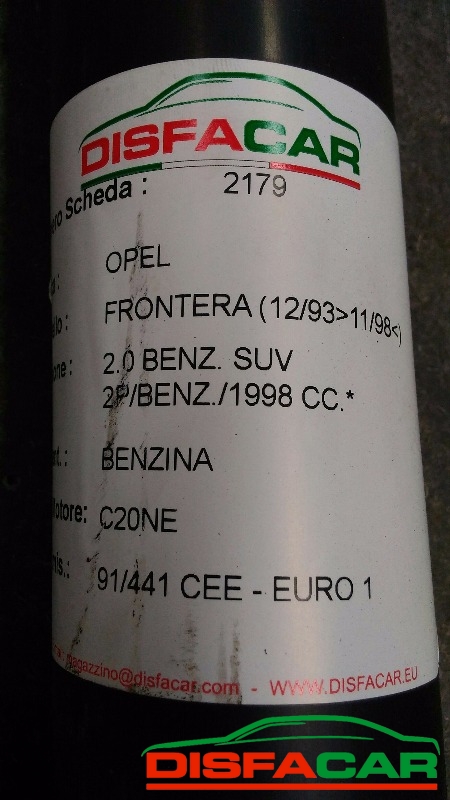 DISFACAR
Scheda : 2179
OPEL
FRONTERA (12/93>11/98<)
2.0 BENZ. SUV
2P/BENZ./1998 CC.*
BENZINA
Motore: C20NE
91/441 CEE - EURO 1
magazzino@disfacar.com - WWW.DISFACAR.EU
DISFACAR